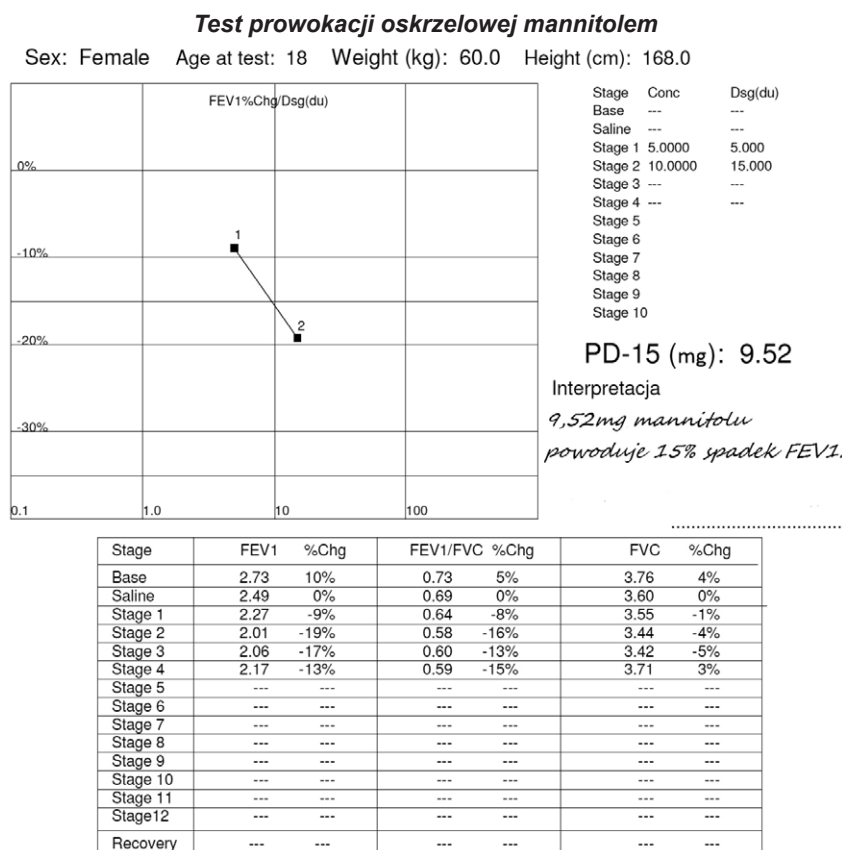 Test prowokacji oskrzelowej mannitolem
Sex: Female Age at test: 18 Weight (kg): 60.0 Height (cm): 168.0
FEV1%Chg/Dsg(du)
0%
-10%
-20%
-30%
1
2
0.1 1.0 10 100
Stage Conc Dsg(du)
Base --- ---
Saline --- ---
Stage 1 5.0000 5.000
Stage 2 10.0000 15.000
Stage 3 --- ---
Stage 4 --- ---
Stage 5
Stage 6
Stage 7
Stage 8
Stage 9
Stage 10
PD-15 (mg): 9.52
Interpretacja
9,52mg mannitolu
powoduje 15% spadek FEV1.
Stage FEV1 %Chg FEV1/FVC %Chg FVC %Chg
Base 2.73 10% 0.73 5% 3.76 4%
Saline 2.49 0% 0.69 0% 3.60 0%
Stage 1 2.27 -9% 0.64 -8% 3.55 -1%
Stage 2 2.01 -19% 0.58 -16% 3.44 -4%
Stage 3 2.06 -17% 0.60 -13% 3.42 -5%
Stage 4 2.17 -13% 0.59 -15% 3.71 3%
Stage 5 --- --- --- --- --- ---
Stage 6 --- --- --- --- --- ---
Stage 7 --- --- --- --- --- ---
Stage 8 --- --- --- --- --- ---
Stage 9 --- --- --- --- --- ---
Stage 10 --- --- --- --- --- ---
Stage 11 --- --- --- --- --- ---
Stage12 --- --- --- --- --- ---
Recovery --- --- --- --- --- ---